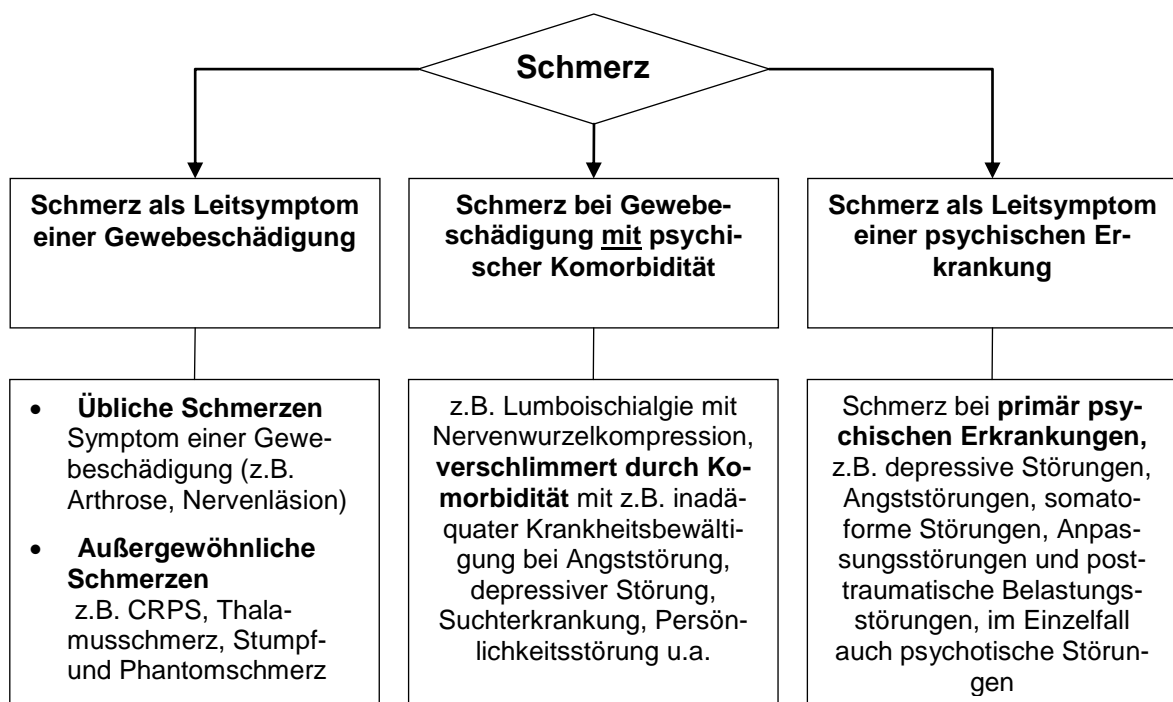 Schmerz
Schmerz als Leitsymptom
einer Gewebeschädigung
Schmerz bei Gewebe-
schädigung mit psychi-
scher Komorbidität
Schmerz als Leitsymptom
einer psychischen Er-
krankung
• Übliche Schmerzen
Symptom einer Gewe-
beschädigung (z.B.
Arthrose, Nervenläsion)
• Außergewöhnliche
Schmerzen
z.B. CRPS, Thala-
musschmerz, Stumpf-
und Phantomschmerz
z.B. Lumboischialgie mit
Nervenwurzelkompression,
verschlimmert durch Ko-
morbidität mit z.B. inadä-
quater Krankheitsbewälti-
gung bei Angststörung,
depressiver Störung,
Suchterkrankung, Persön-
lichkeitsstörung u.a.
Schmerz bei primär psy-
chischen Erkrankungen,
z.B. depressive Störungen,
Angststörungen, somato-
forme Störungen, Anpas-
sungsstörungen und post-
traumatische Belastungs-
störungen, im Einzelfall
auch psychotische Störun-
gen